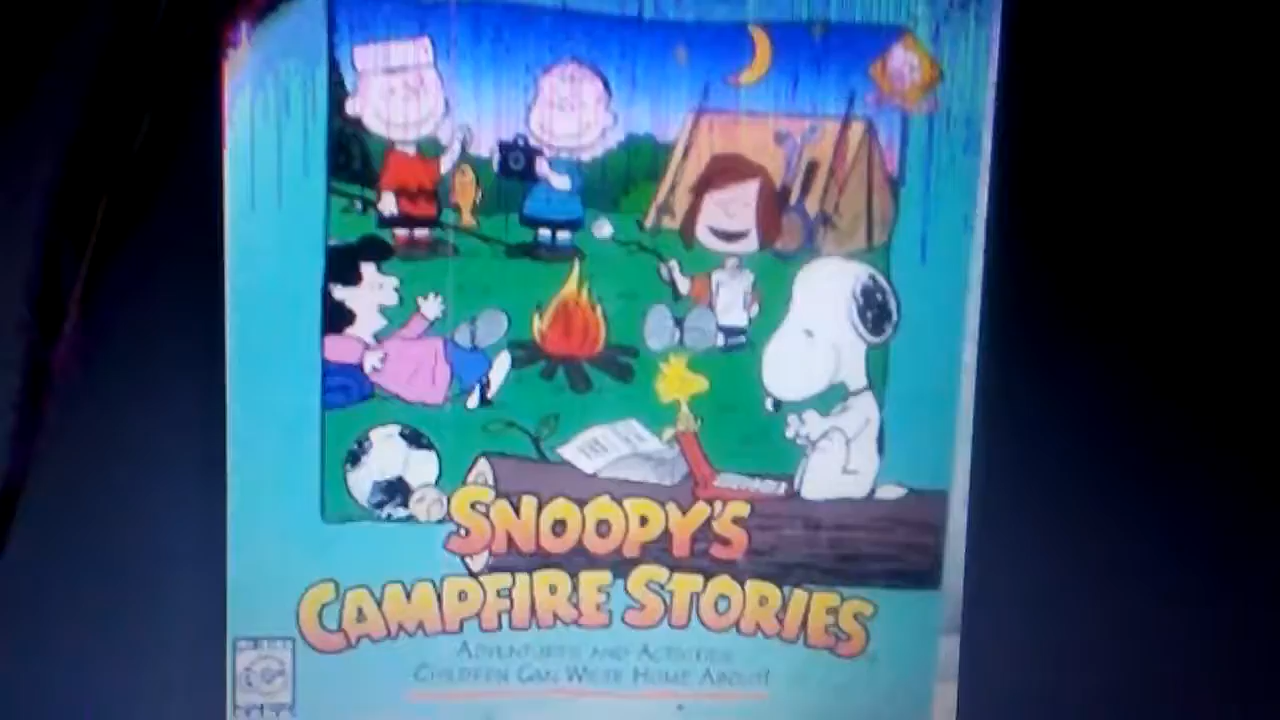 SNOOPY'S
CAMPFIRE STORIES
ADVENTURES AND ACTIVITIES
CHILDREN CAN WRITE HOME ABOUT!